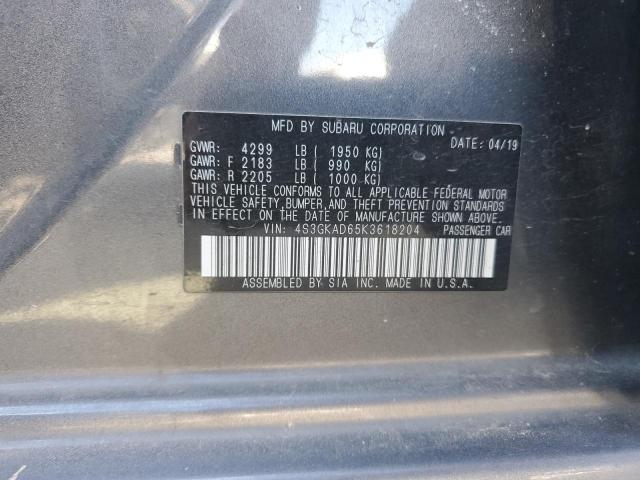 MFD BY SUBARU CORPORATION
GVWR: 4299 LB ( 1950 KG) DATE: 04/19
GAWR: F 2183 LB ( 990 KG)
GAWR: R 2205 LB ( 1000 KG)
THIS VEHICLE CONFORMS TO ALL APPLICABLE FEDERAL MOTOR
VEHICLE SAFETY, BUMPER, AND THEFT PREVENTION STANDARDS
IN EFFECT ON THE DATE OF MANUFACTURE SHOWN ABOVE.
VIN: 4S3GKAD65K3618204 PASSENGER CAR
ASSEMBLED BY SIA INC. MADE IN U.S.A.